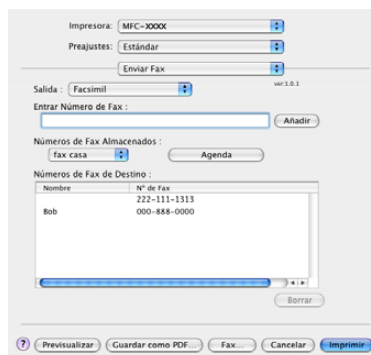 Impresora: MFC-XXXX
Preajustes: Estándar
Enviar Fax
Salida : Facsimil
ver:1.0.1
Entrar Número de Fax :
Añadir
Números de Fax Almacenados :
fax casa Agenda
Números de Fax de Destino :
Nombre N° de Fax
222-111-1313
Bob 000-888-0000
Borrar
? Previsualizar Guardar como PDF... Fax... Cancelar Imprimir